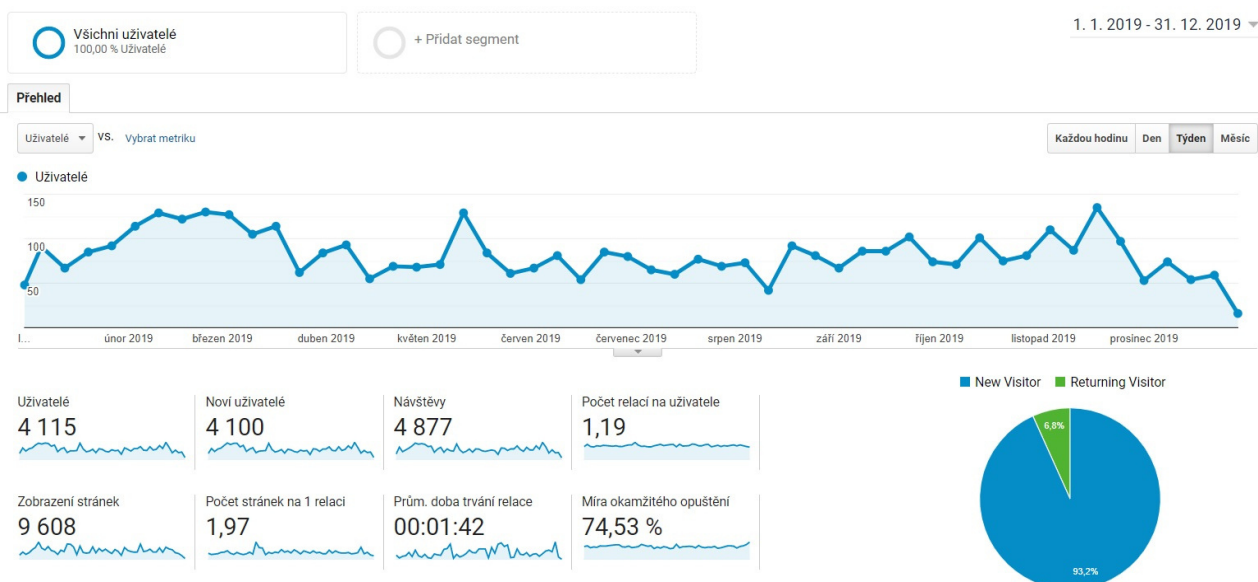 Všichni uživatelé
100,00 % Uživatelé
+ Přidat segment
1. 1. 2019 - 31. 12. 2019
Přehled
Uživatelé VS. Vybrat metriku
Každou hodinu Den Týden Měsíc
Uživatelé
150
100
50
l… únor 2019 březen 2019 duben 2019 květen 2019 červen 2019 červenec 2019 srpen 2019 září 2019 říjen 2019 listopad 2019 prosinec 2019
New Visitor Returning Visitor
Uživatelé Noví uživatelé Návštěvy Počet relací na uživatele
4 115 4 100 4 877 1,19
6,8%
Zobrazení stránek Počet stránek na 1 relaci Prům. doba trvání relace Míra okamžitého opuštění
9 608 1,97 00:01:42 74,53 %
93,2%